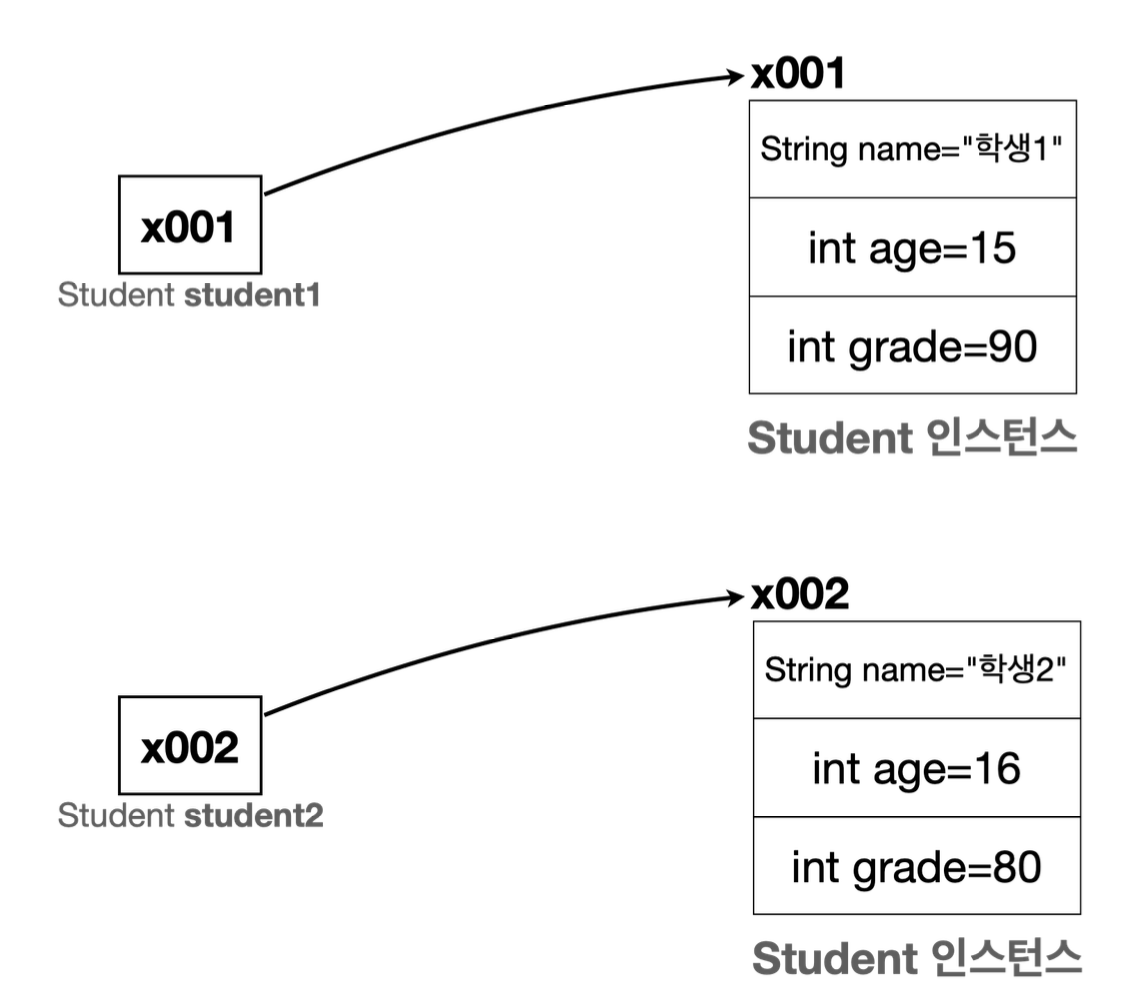 x001
String name="학생1"
x001
int age=15
Student student1
int grade=90
Student 인스턴스
x002
String name="학생2"
x002
int age=16
Student student2
int grade=80
Student 인스턴스